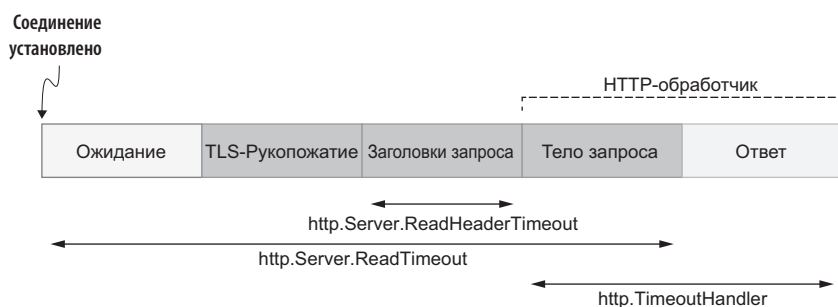 Соединение
установлено
HTTP-обработчик
Ожидание
TLS-Рукопожатие
Заголовки запроса
Тело запроса
Ответ
http.Server.ReadHeaderTimeout
http.Server.ReadTimeout
http.TimeoutHandler